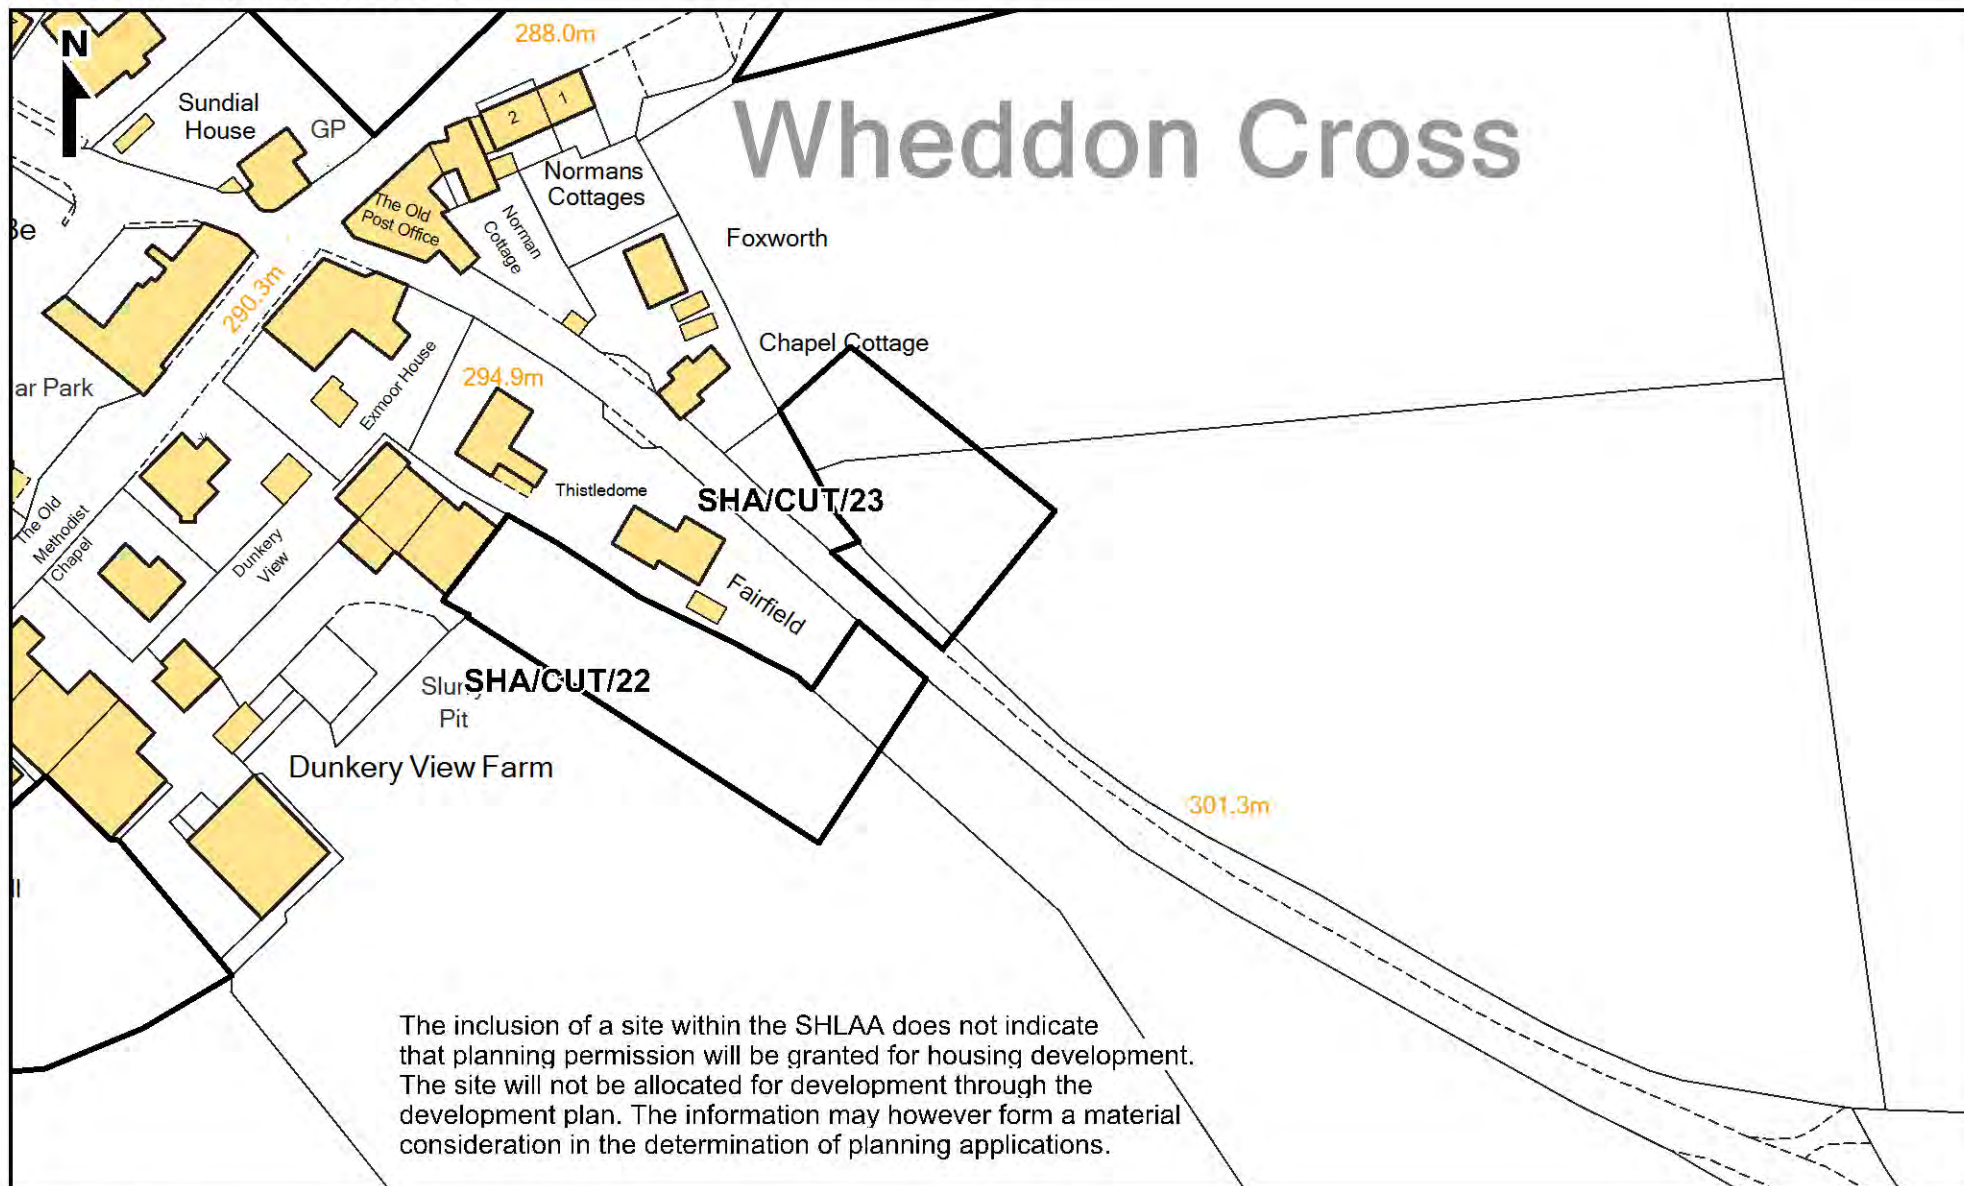 N
288.0m
Sundial
House
GP
Wheddon Cross
1
2
Normans
Cottages
The Old
Post Office
Norman
Cottage
Foxworth
Be
290.3m
Chapel Cottage
ar Park
Exmoor House
294.9m
Thistledome
SHA/CUT/23
The Old
Methodist
Chapel
Dunkery
View
Fairfield
SHA/CUT/22
Slurry
Pit
Dunkery View Farm
301.3m
ll
The inclusion of a site within the SHLAA does not indicate
that planning permission will be granted for housing development.
The site will not be allocated for development through the
development plan. The information may however form a material
consideration in the determination of planning applications.